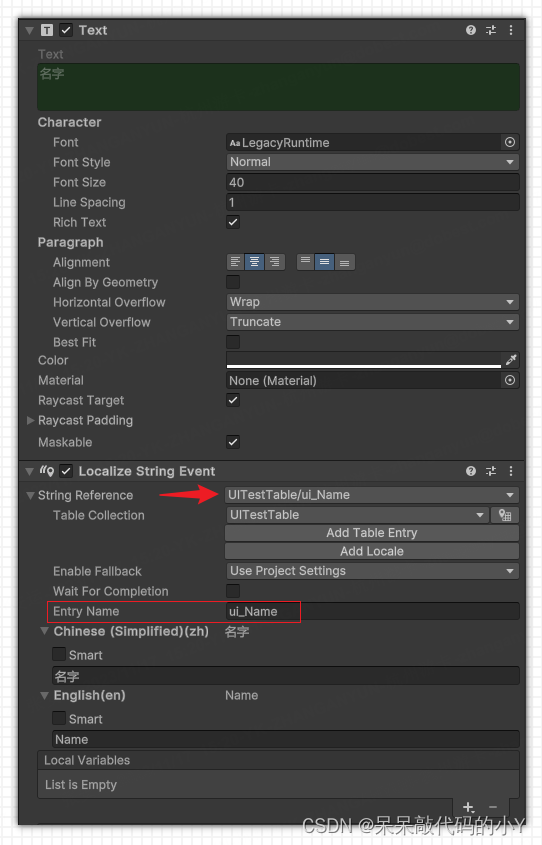 Text
Text
名字
Character
Font
Aa LegacyRuntime
Font Style
Normal
Font Size
40
Line Spacing
1
Rich Text
Paragraph
Alignment
Align By Geometry
Horizontal Overflow
Wrap
Vertical Overflow
Truncate
Best Fit
Color
Material
None (Material)
Raycast Target
Raycast Padding
Maskable
Localize String Event
String Reference
UITestTable/ui_Name
Table Collection
UITestTable
Add Table Entry
Add Locale
Enable Fallback
Use Project Settings
Wait For Completion
Entry Name
ui_Name
Chinese (Simplified)(zh)
名字
Smart
名字
English(en)
Name
Smart
Name
Local Variables
List is Empty
CSDN @呆呆敲代码的小Y